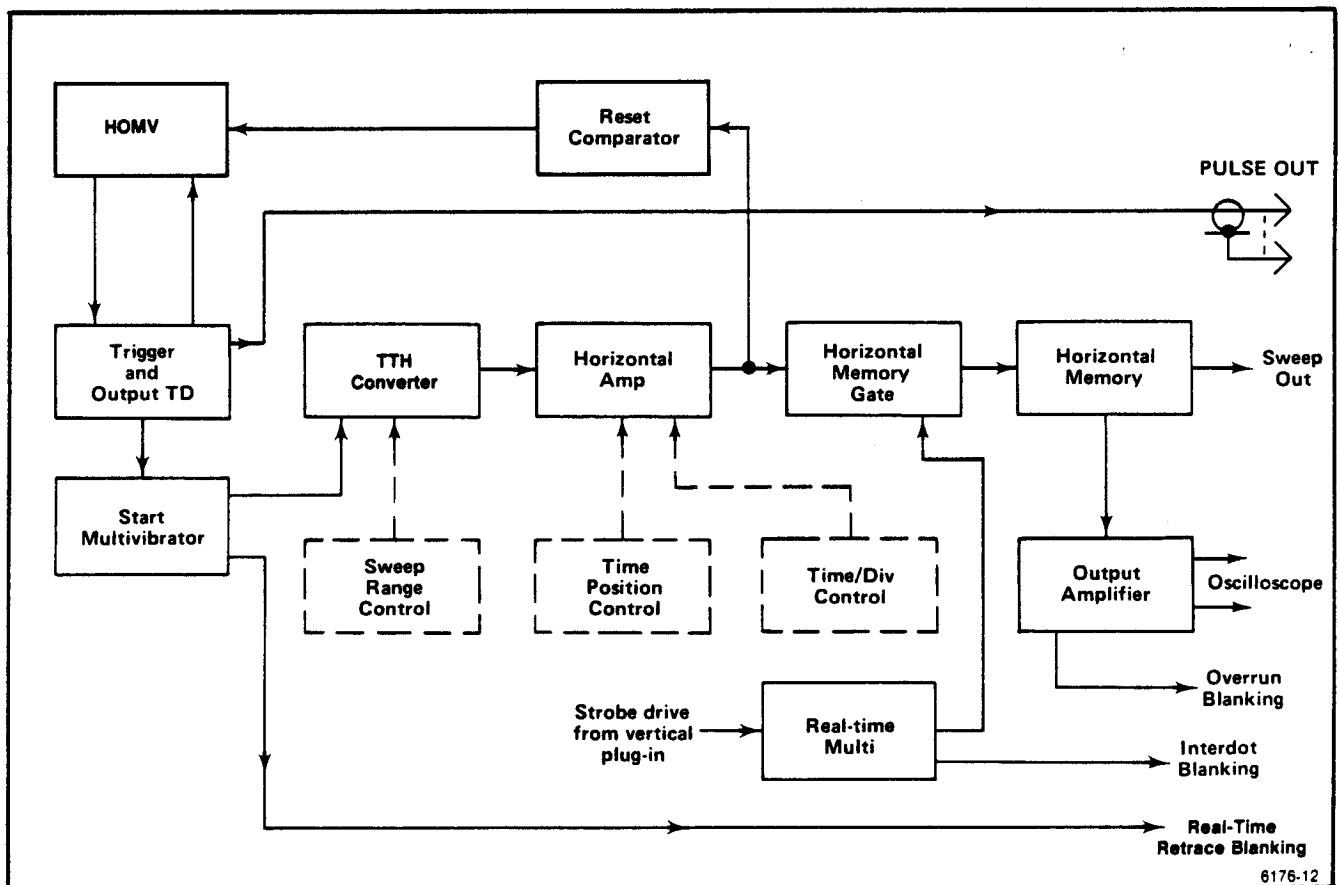 HOMV
Reset
Comparator
PULSE OUT
Trigger
and
Output TD
TTH
Converter
Horizontal
Amp
Horizontal
Memory
Gate
Horizontal
Memory
Sweep
Out
Start
Multivibrator
Sweep
Range
Control
Time
Position
Control
Time/Div
Control
Output
Amplifier
Oscilloscope
Strobe drive
from vertical
plug-in
Real-time
Multi
Overrun
Blanking
Interdot
Blanking
Real-Time
Retrace Blanking
6176-12